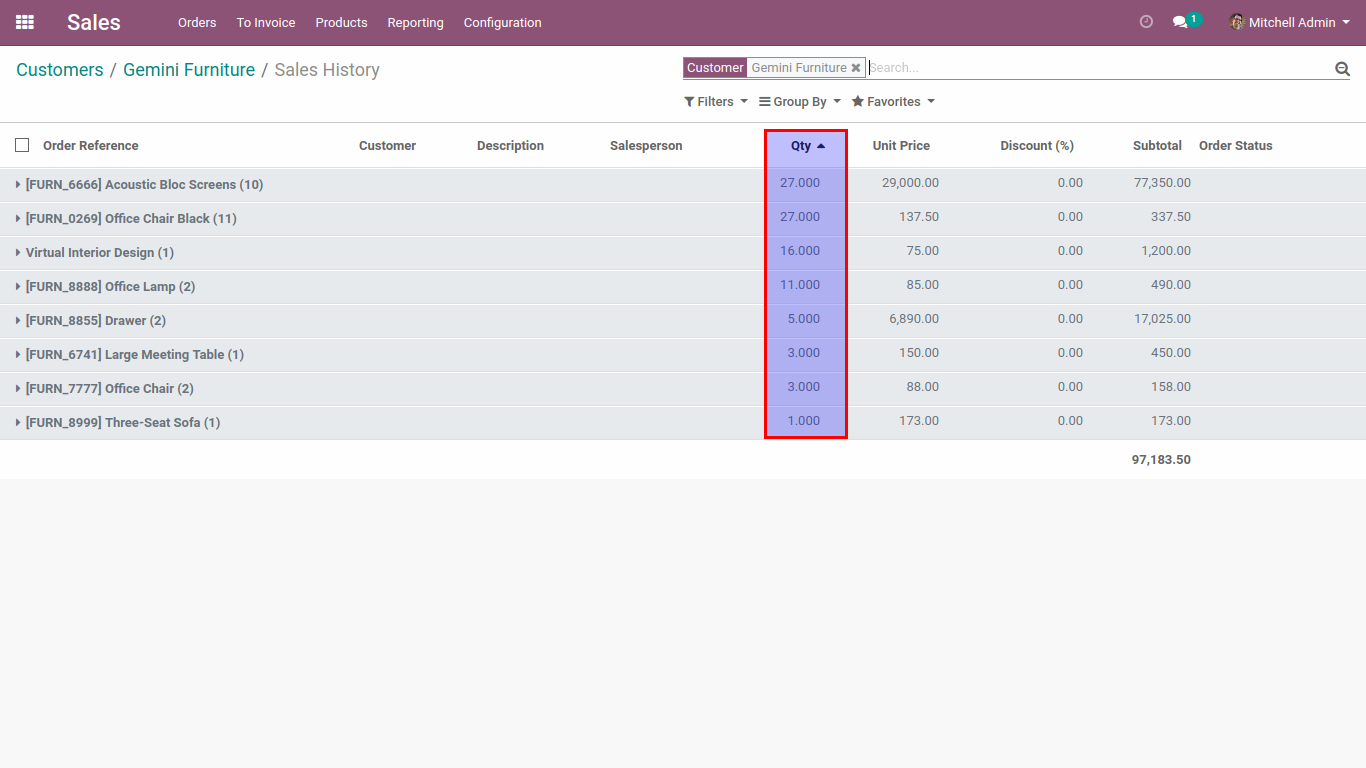 Sales Orders To Invoice Products Reporting Configuration 1 Mitchell Admin
Customers / Gemini Furniture / Sales History Customer Gemini Furniture Search...
Filters Group By Favorites
Order Reference Customer Description Salesperson Qty Unit Price Discount (%) Subtotal Order Status
[FURN_6666] Acoustic Bloc Screens (10) 27.000 29,000.00 0.00 77,350.00
[FURN_0269] Office Chair Black (11) 27.000 137.50 0.00 337.50
Virtual Interior Design (1) 16.000 75.00 0.00 1,200.00
[FURN_8888] Office Lamp (2) 11.000 85.00 0.00 490.00
[FURN_8855] Drawer (2) 5.000 6,890.00 0.00 17,025.00
[FURN_6741] Large Meeting Table (1) 3.000 150.00 0.00 450.00
[FURN_7777] Office Chair (2) 3.000 88.00 0.00 158.00
[FURN_8999] Three-Seat Sofa (1) 1.000 173.00 0.00 173.00
97,183.50